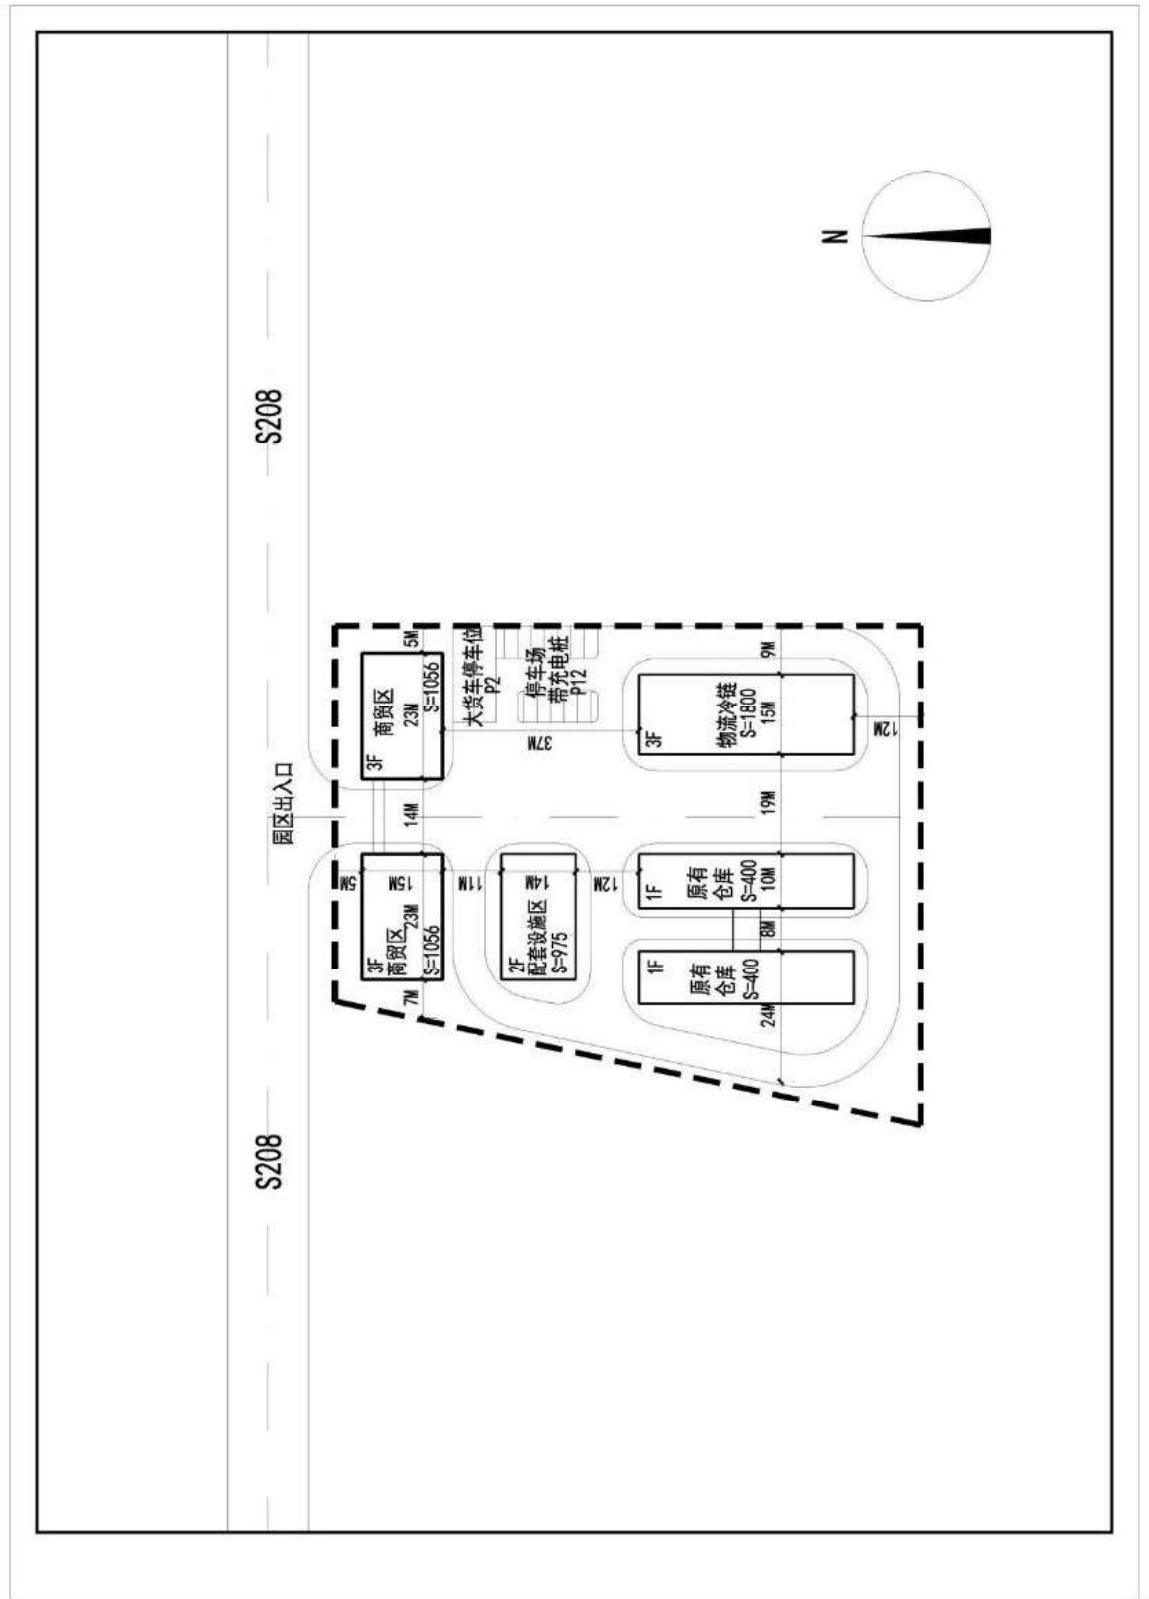 N
S208
S208
园区出入口
3F
商贸区
23M
S=1056
5M
14M
大货车停车位
P2
停车场
带充电桩
P12
37M
3F
物流冷链
S=1800
15M
9M
12M
19M
5M
15M
11M
14M
12M
3F
商贸区
23M
S=1056
7M
2F
配套设施区
S=975
1F
原有
仓库
S=400
10M
8M
1F
原有
仓库
S=400
24M